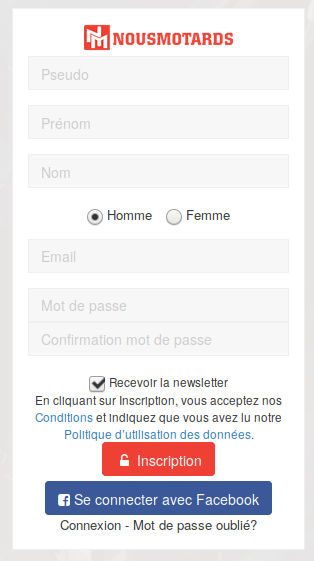 NM NOUSMOTARDS
Pseudo
Prénom
Nom
Homme Femme
Email
Mot de passe
Confirmation mot de passe
Recevoir la newsletter
En cliquant sur Inscription, vous acceptez nos
Conditions et indiquez que vous avez lu notre
Politique d'utilisation des données.
Inscription
Se connecter avec Facebook
Connexion - Mot de passe oublié?